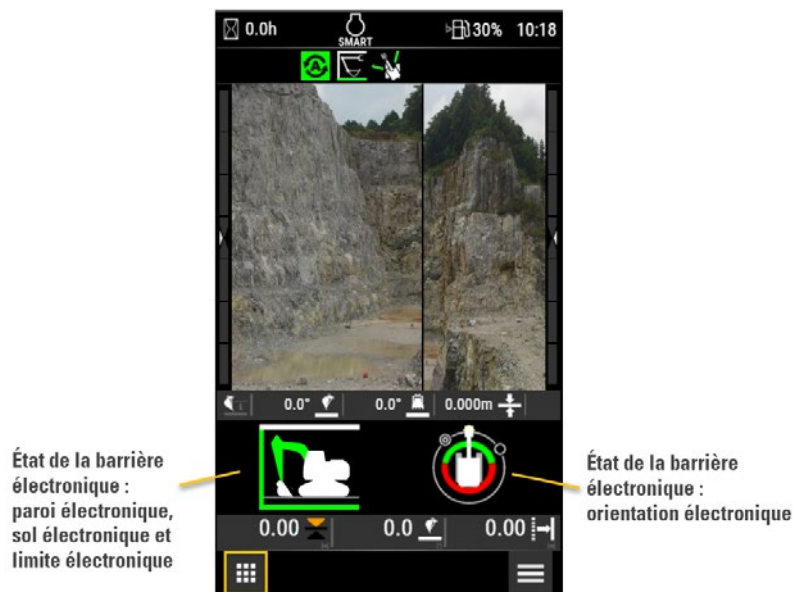 0.0h
SMART
30%
10:18
A
0.0°
0.0°
0.000m
État de la barrière
électronique :
paroi électronique,
sol électronique et
limite électronique
État de la barrière
électronique :
orientation électronique
0.00
0.0
0.00